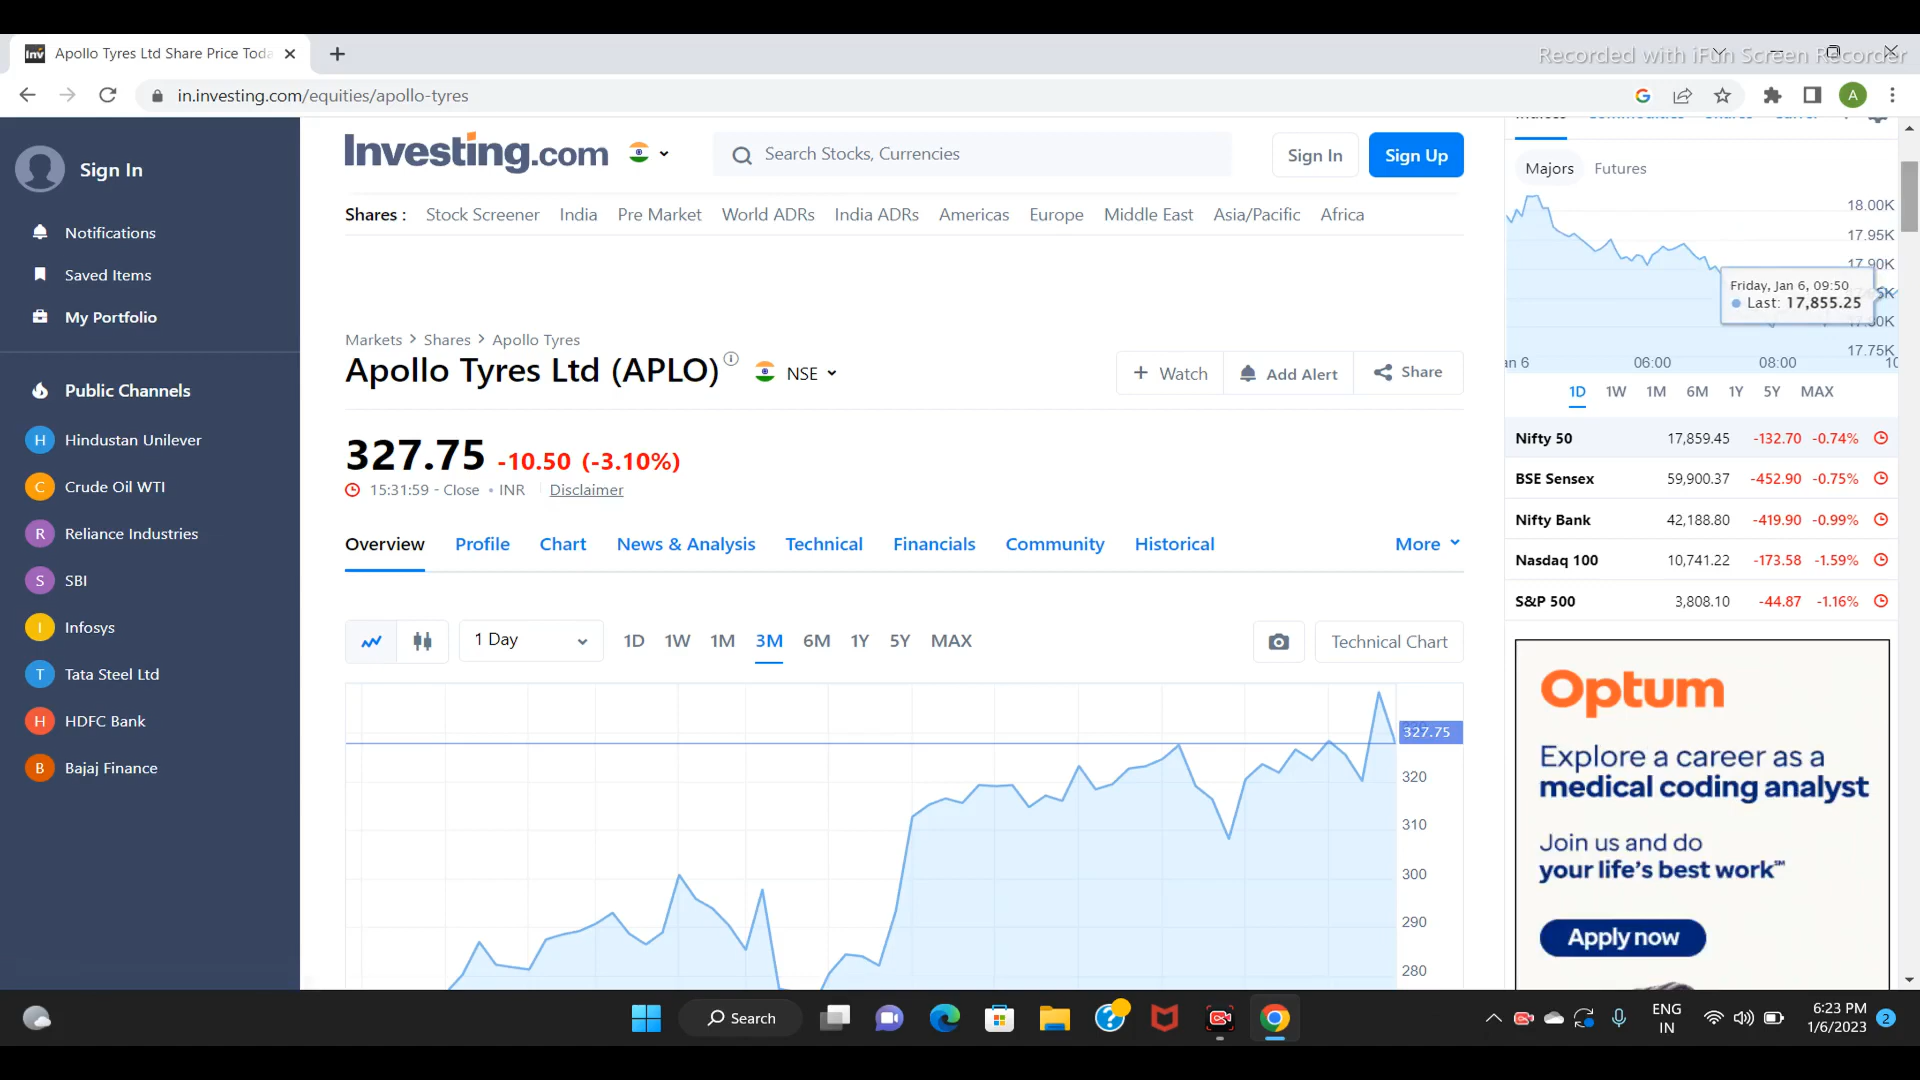 Recorded with iFun Screen Recorder
Inv
Apollo Tyres Ltd Share Price Toda
in.investing.com/equities/apollo-tyres
A
Sign In
Notifications
Saved Items
My Portfolio
Public Channels
H Hindustan Unilever
C Crude Oil WTI
R Reliance Industries
S SBI
I Infosys
T Tata Steel Ltd
H HDFC Bank
B Bajaj Finance
Investing.com
Search Stocks, Currencies
Sign In
Sign Up
Shares :
Stock Screener
India
Pre Market
World ADRs
India ADRs
Americas
Europe
Middle East
Asia/Pacific
Africa
Markets > Shares > Apollo Tyres
Apollo Tyres Ltd (APLO)
NSE
+ Watch
Add Alert
Share
327.75 -10.50 (-3.10%)
15:31:59 - Close • INR
Disclaimer
Overview
Profile
Chart
News & Analysis
Technical
Financials
Community
Historical
More
1 Day
1D
1W
1M
3M
6M
1Y
5Y
MAX
Technical Chart
327.75
320
310
300
290
280
Majors
Futures
18.00K
17.95K
17.90K
Friday, Jan 6, 09:50
Last: 17,855.25
17.75K
06:00
08:00
1D
1W
1M
6M
1Y
5Y
MAX
Nifty 50 17,859.45 -132.70 -0.74%
BSE Sensex 59,900.37 -452.90 -0.75%
Nifty Bank 42,188.80 -419.90 -0.99%
Nasdaq 100 10,741.22 -173.58 -1.59%
S&P 500 3,808.10 -44.87 -1.16%
Optum
Explore a career as a
medical coding analyst
Join us and do
your life's best work℠
Apply now
Search
ENG
IN
6:23 PM
1/6/2023
2